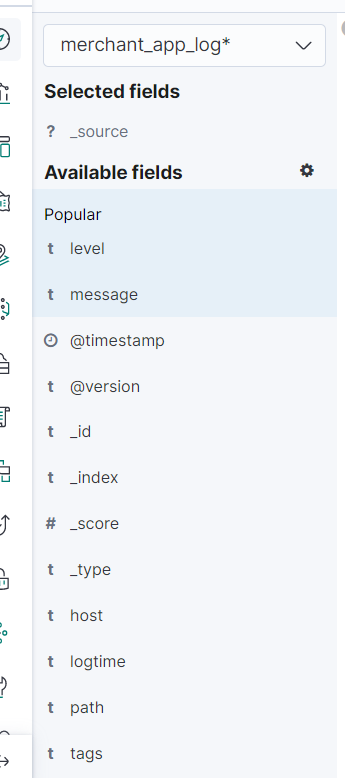 merchant_app_log*
Selected fields
? _source
Available fields
Popular
t level
t message
@timestamp
t @version
t _id
t _index
# _score
t _type
t host
t logtime
t path
t tags